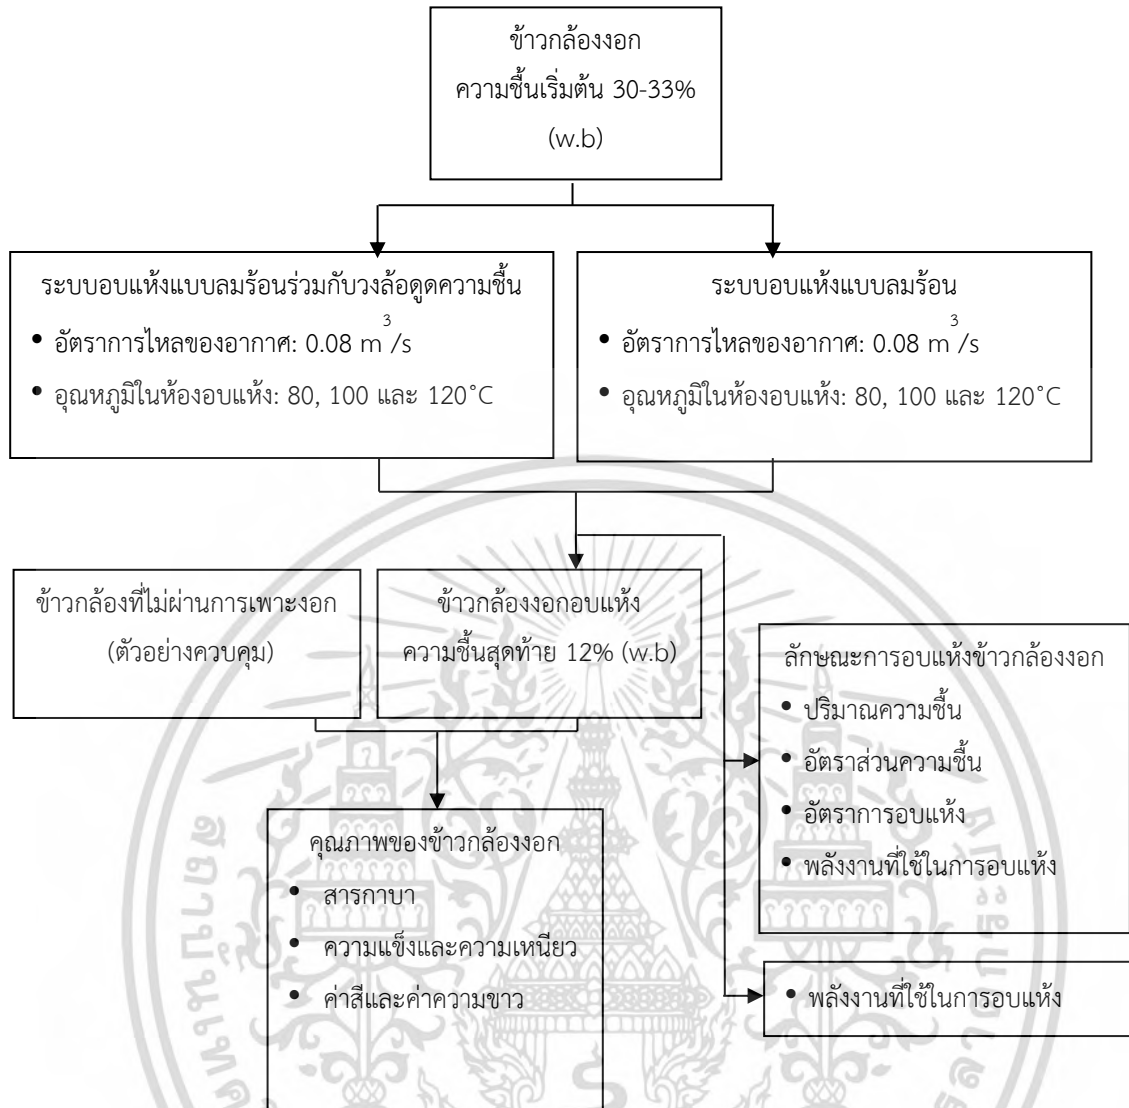 ข้าวกล้องงอก
ความชื้นเริ่มต้น 30-33%
(w.b)
ระบบอบแห้งแบบลมร้อนร่วมกับวงล้อดูดความชื้น
• อัตราการไหลของอากาศ: 0.08 m³/s
• อุณหภูมิในห้องอบแห้ง: 80, 100 และ 120°C
ระบบอบแห้งแบบลมร้อน
• อัตราการไหลของอากาศ: 0.08 m³/s
• อุณหภูมิในห้องอบแห้ง: 80, 100 และ 120°C
ข้าวกล้องที่ไม่ผ่านการเพาะงอก
(ตัวอย่างควบคุม)
ข้าวกล้องงอกอบแห้ง
ความชื้นสุดท้าย 12% (w.b)
ลักษณะการอบแห้งข้าวกล้องงอก
• ปริมาณความชื้น
• อัตราส่วนความชื้น
• อัตราการอบแห้ง
• พลังงานที่ใช้ในการอบแห้ง
คุณภาพของข้าวกล้องงอก
• สารกาบา
• ความแข็งและความเหนียว
• ค่าสีและค่าความขาว
• พลังงานที่ใช้ในการอบแห้ง